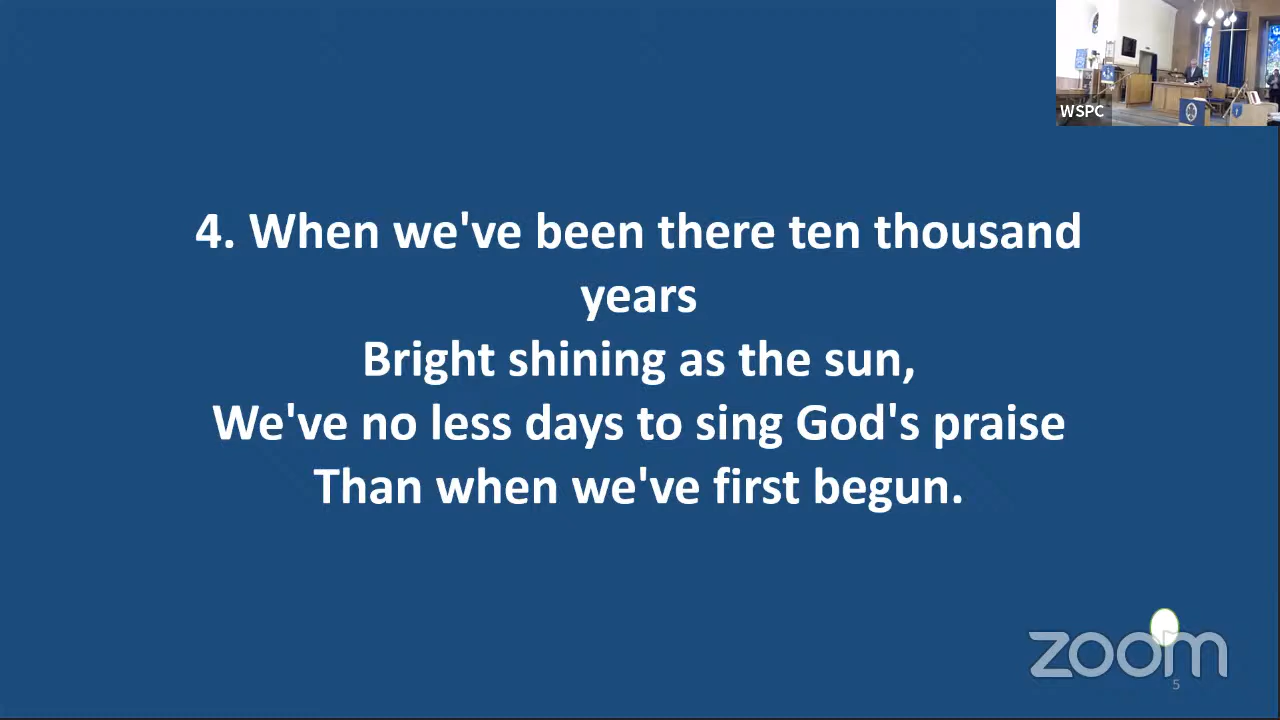 WSPC
4. When we've been there ten thousand
years
Bright shining as the sun,
We've no less days to sing God's praise
Than when we've first begun.
zoom
5